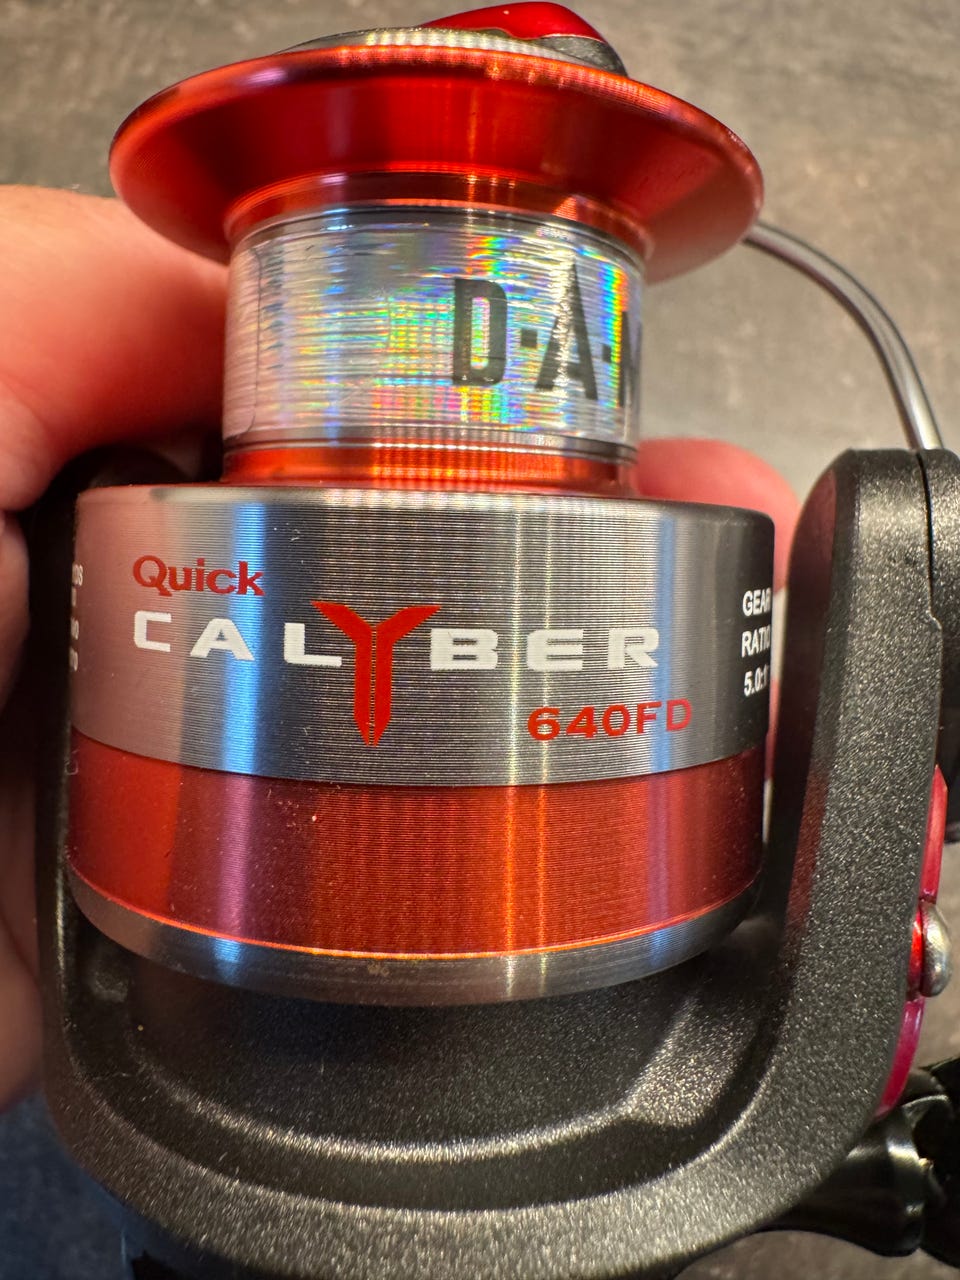 D·A·
Quick
CALYBER
640FD
GEAR
RATIO
5.0:1